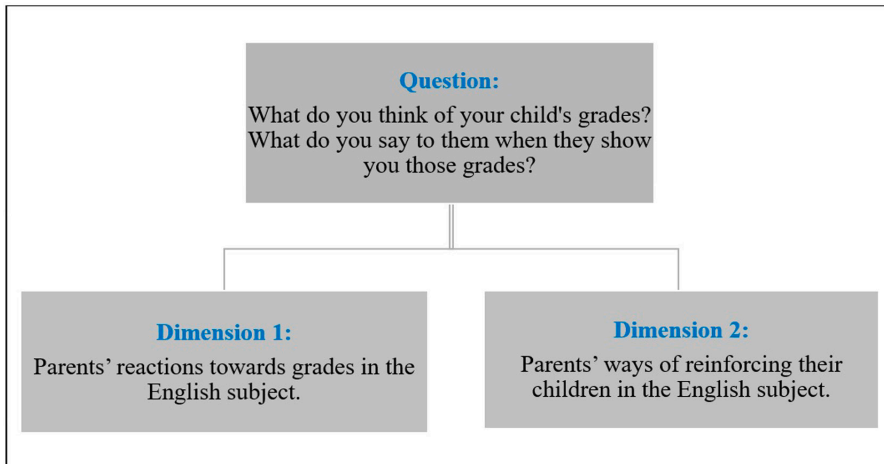 Question:
What do you think of your child's grades?
What do you say to them when they show
you those grades?
Dimension 1:
Parents’ reactions towards grades in the
English subject.
Dimension 2:
Parents’ ways of reinforcing their
children in the English subject.